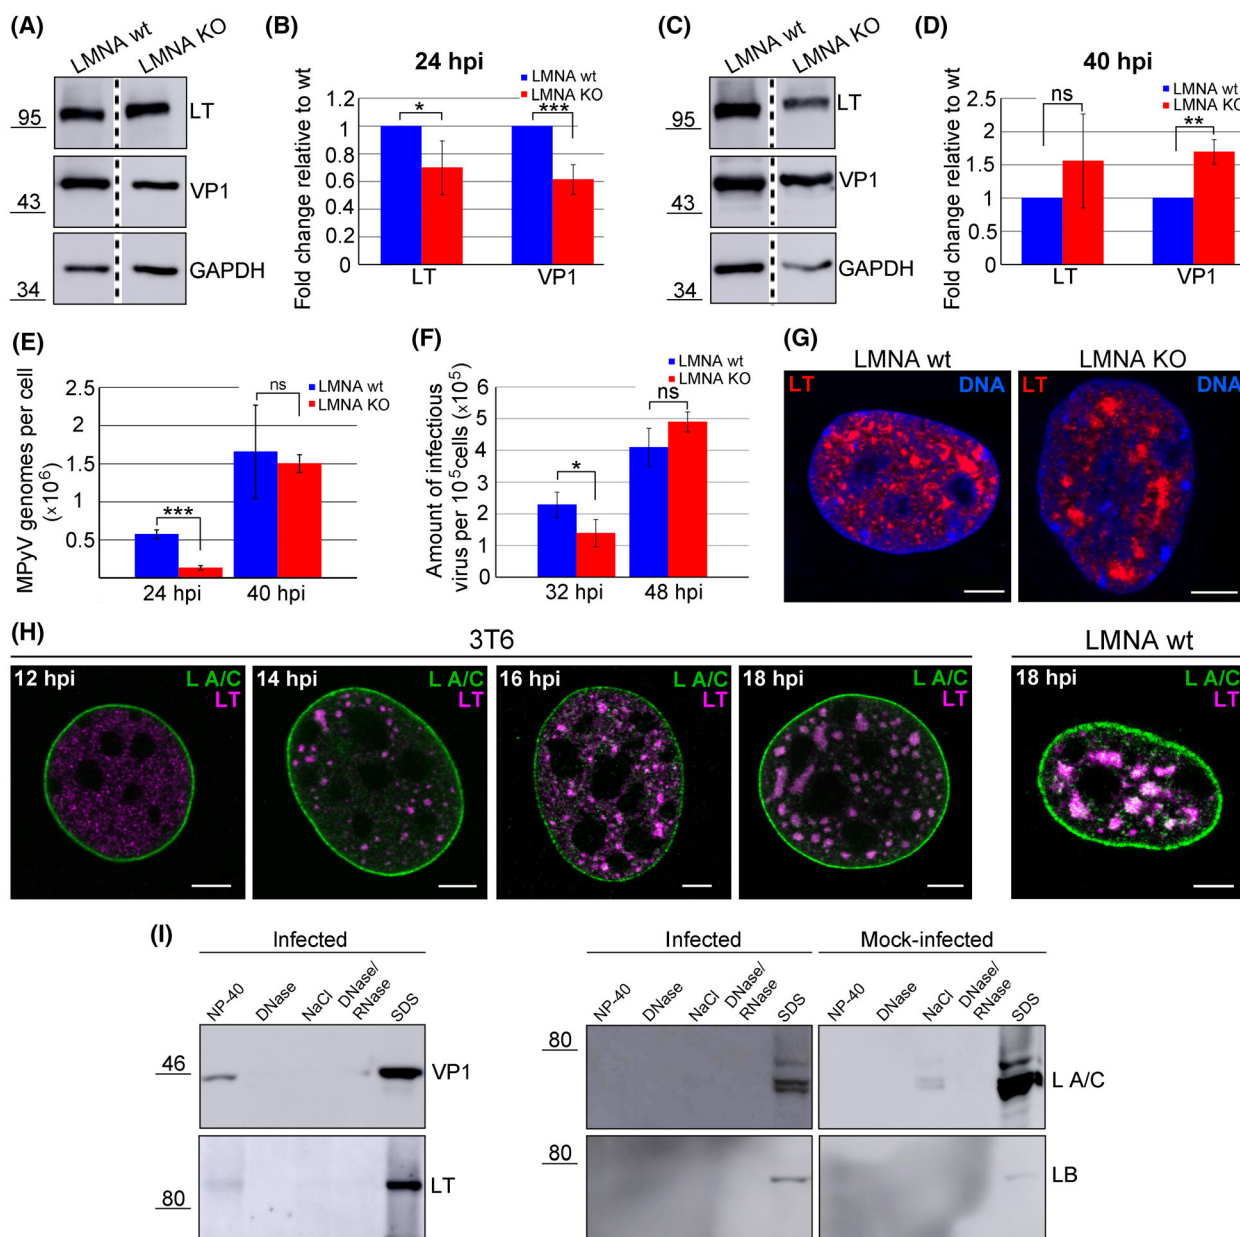 (A)
LMNA wt
LMNA KO
LT
95
VP1
43
GAPDH
34
(B)
24 hpi
LMNA wt
LMNA KO
Fold change relative to wt
1.2
1
0.8
0.6
0.4
0.2
0
*
***
LT
VP1
(C)
LMNA wt
LMNA KO
LT
95
VP1
43
GAPDH
34
(D)
40 hpi
LMNA wt
LMNA KO
Fold change relative to wt
2.5
2
1.5
1
0.5
0
ns
**
LT
VP1
(E)
MPyV genomes per cell
(x10⁶)
2.5
2
1.5
1
0.5
LMNA wt
LMNA KO
***
ns
24 hpi
40 hpi
(F)
Amount of infectious
virus per 10⁵cells (x10⁵)
6
5
4
3
2
1
0
LMNA wt
LMNA KO
*
ns
32 hpi
48 hpi
(G)
LMNA wt
LMNA KO
LT
DNA
LT
DNA
(H)
3T6
LMNA wt
12 hpi
L A/C
LT
14 hpi
L A/C
LT
16 hpi
L A/C
LT
18 hpi
L A/C
LT
18 hpi
L A/C
LT
(I)
Infected
Infected
Mock-infected
NP-40
DNase
NaCl
DNase/
RNase
SDS
NP-40
DNase
NaCl
DNase/
RNase
SDS
NP-40
DNase
NaCl
DNase/
RNase
SDS
46
VP1
80
L A/C
80
LT
80
LB